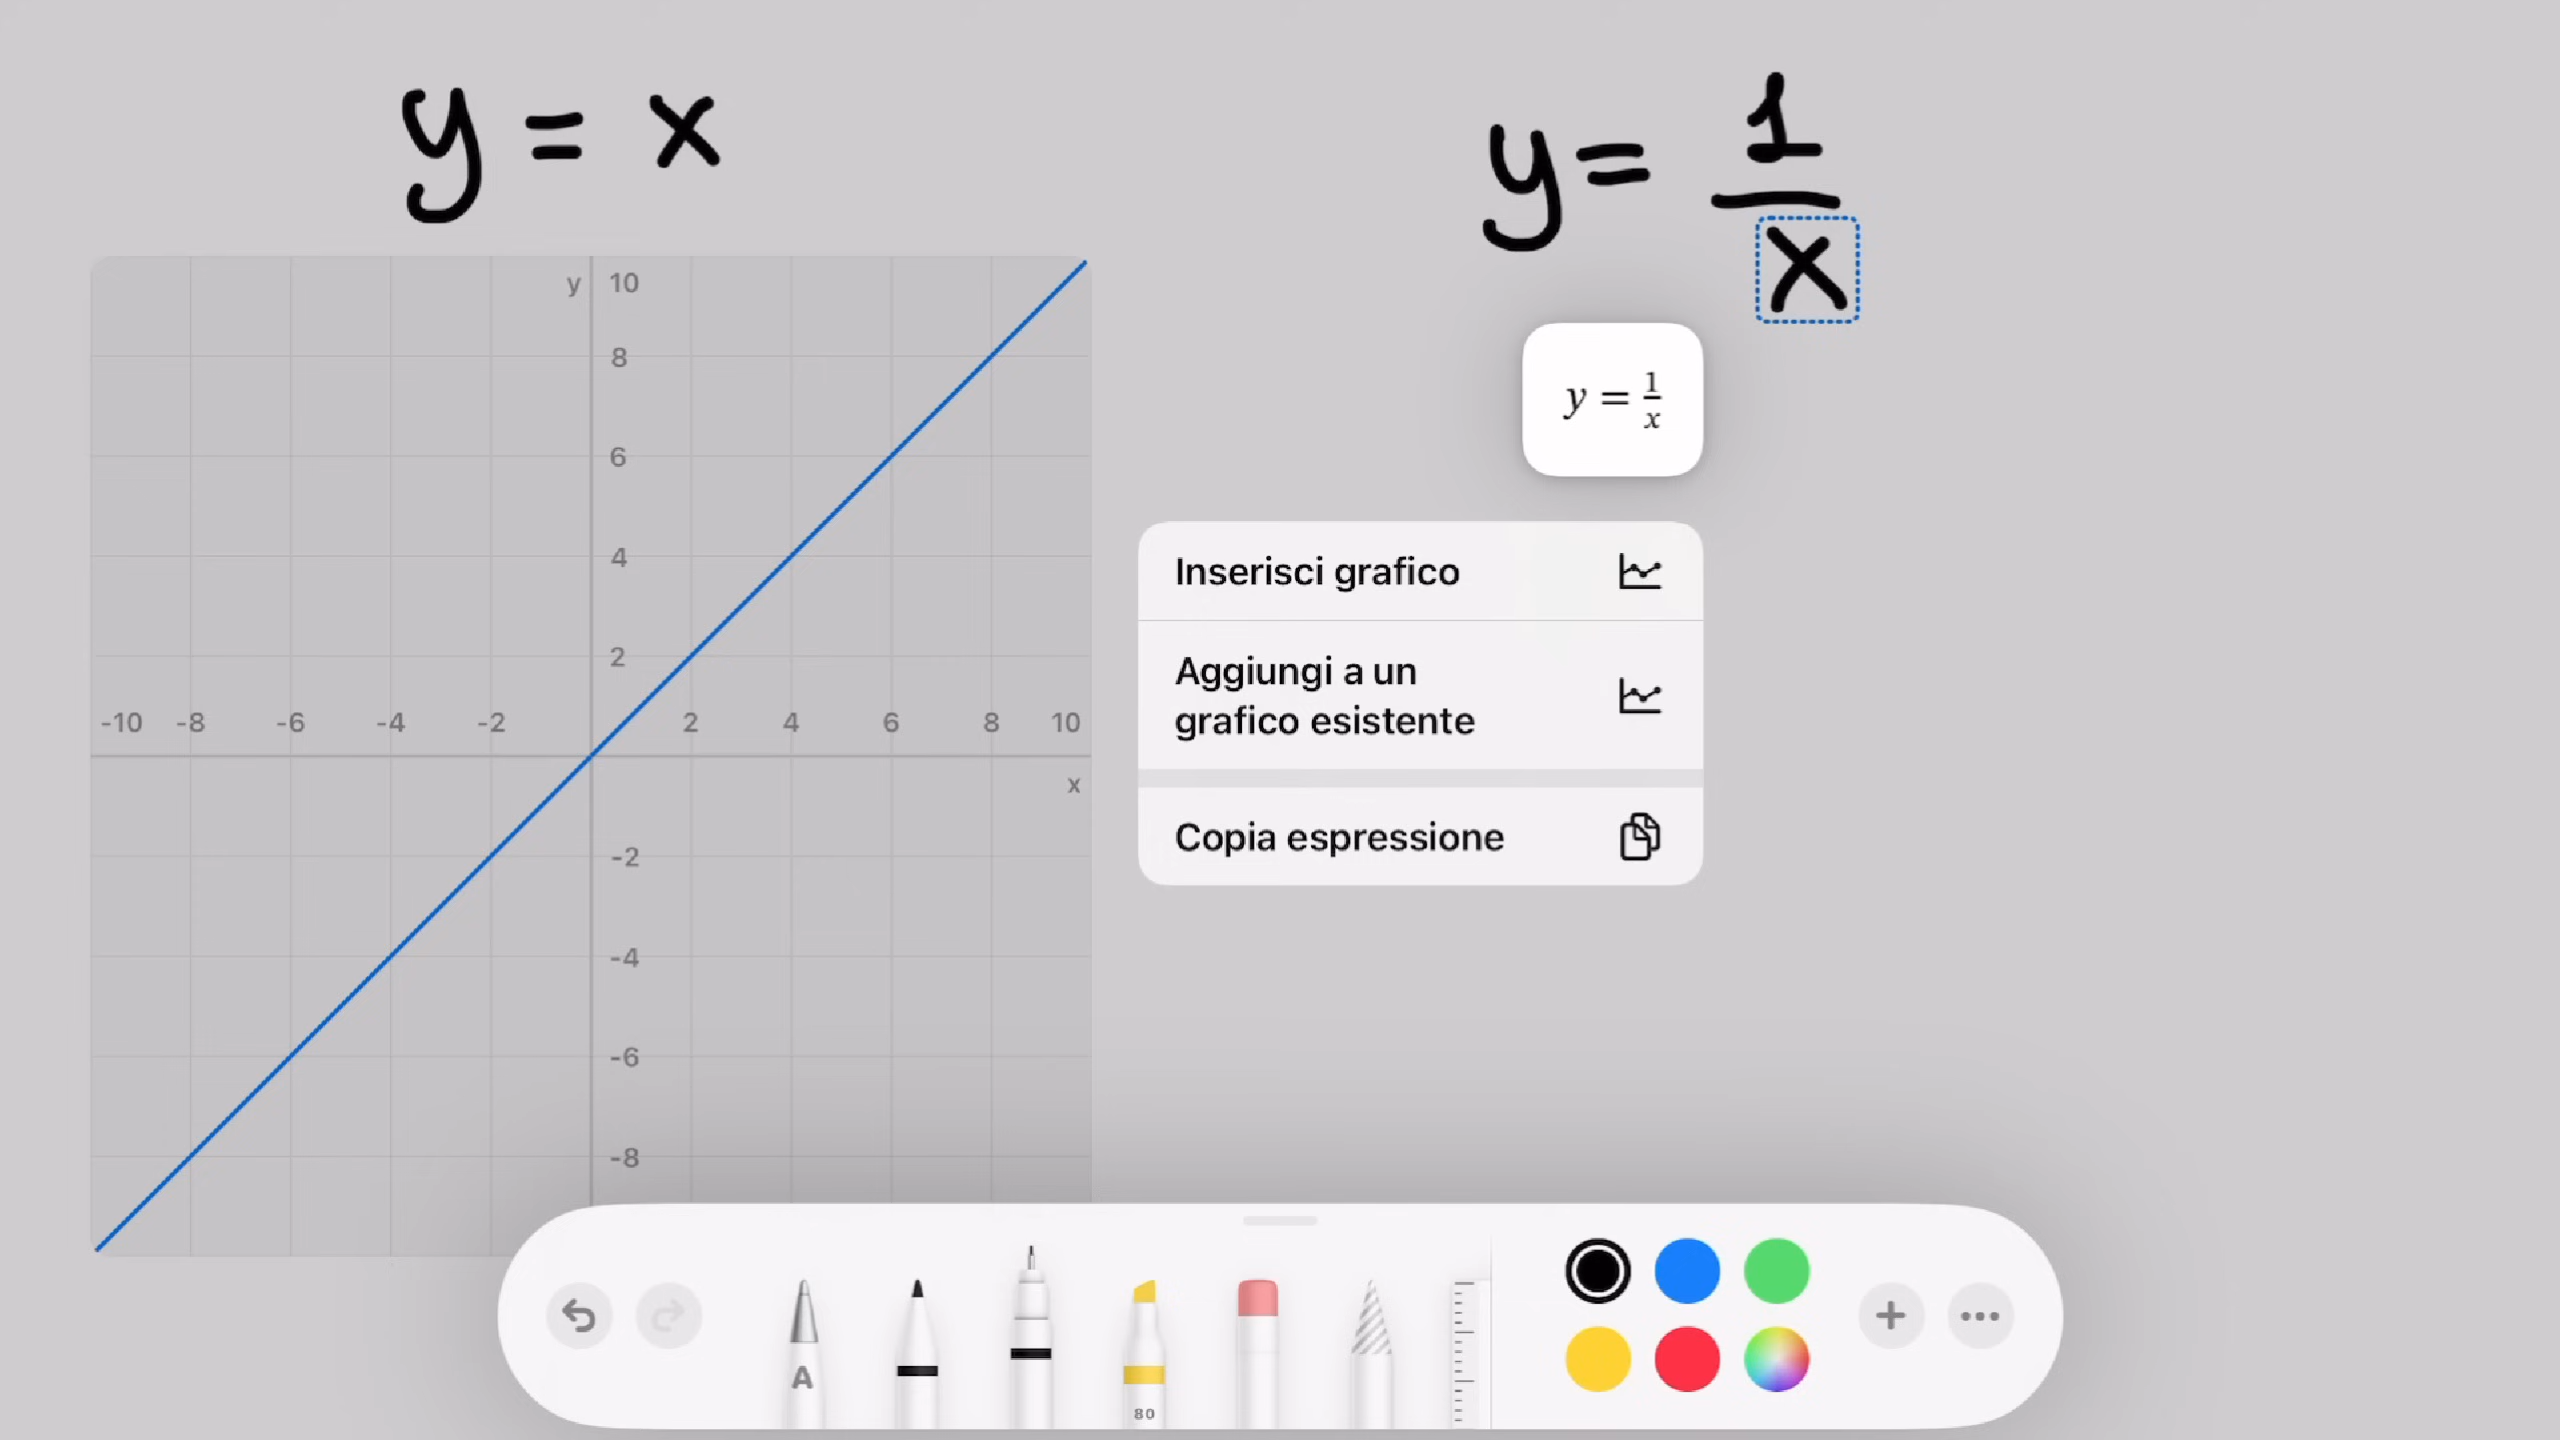 y = x
y = 1/x
y 10
8
6
4
2
-10 -8 -6 -4 -2 2 4 6 8 10
x
-2
-4
-6
-8
y = 1/x
Inserisci grafico
Aggiungi a un
grafico esistente
Copia espressione
A
80